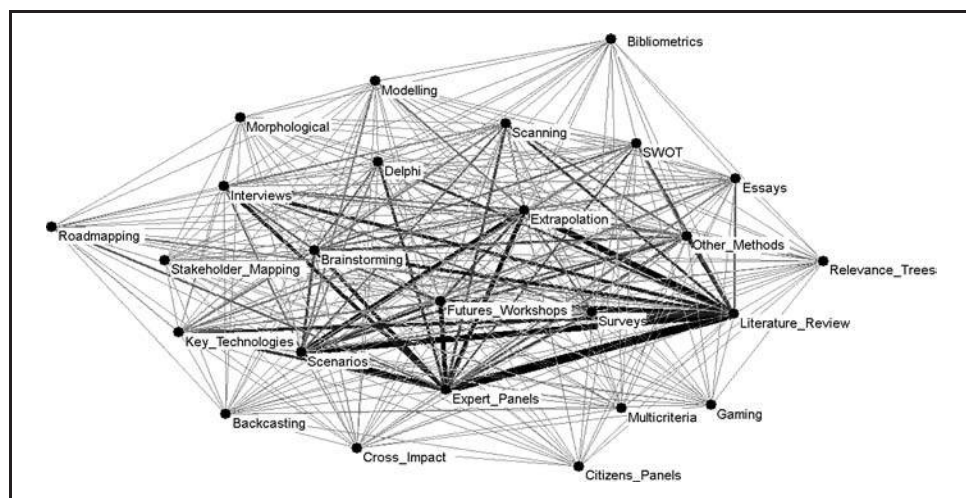 Bibliometrics
Modelling
Morphological
Scanning
SWOT
Delphi
Essays
Interviews
Extrapolation
Roadmapping
Other_Methods
Brainstorming
Stakeholder_Mapping
Relevance_Trees
Futures_Workshops
Surveys
Literature_Review
Key_Technologies
Scenarios
Expert_Panels
Backcasting
Multicriteria
Gaming
Cross_Impact
Citizens_Panels